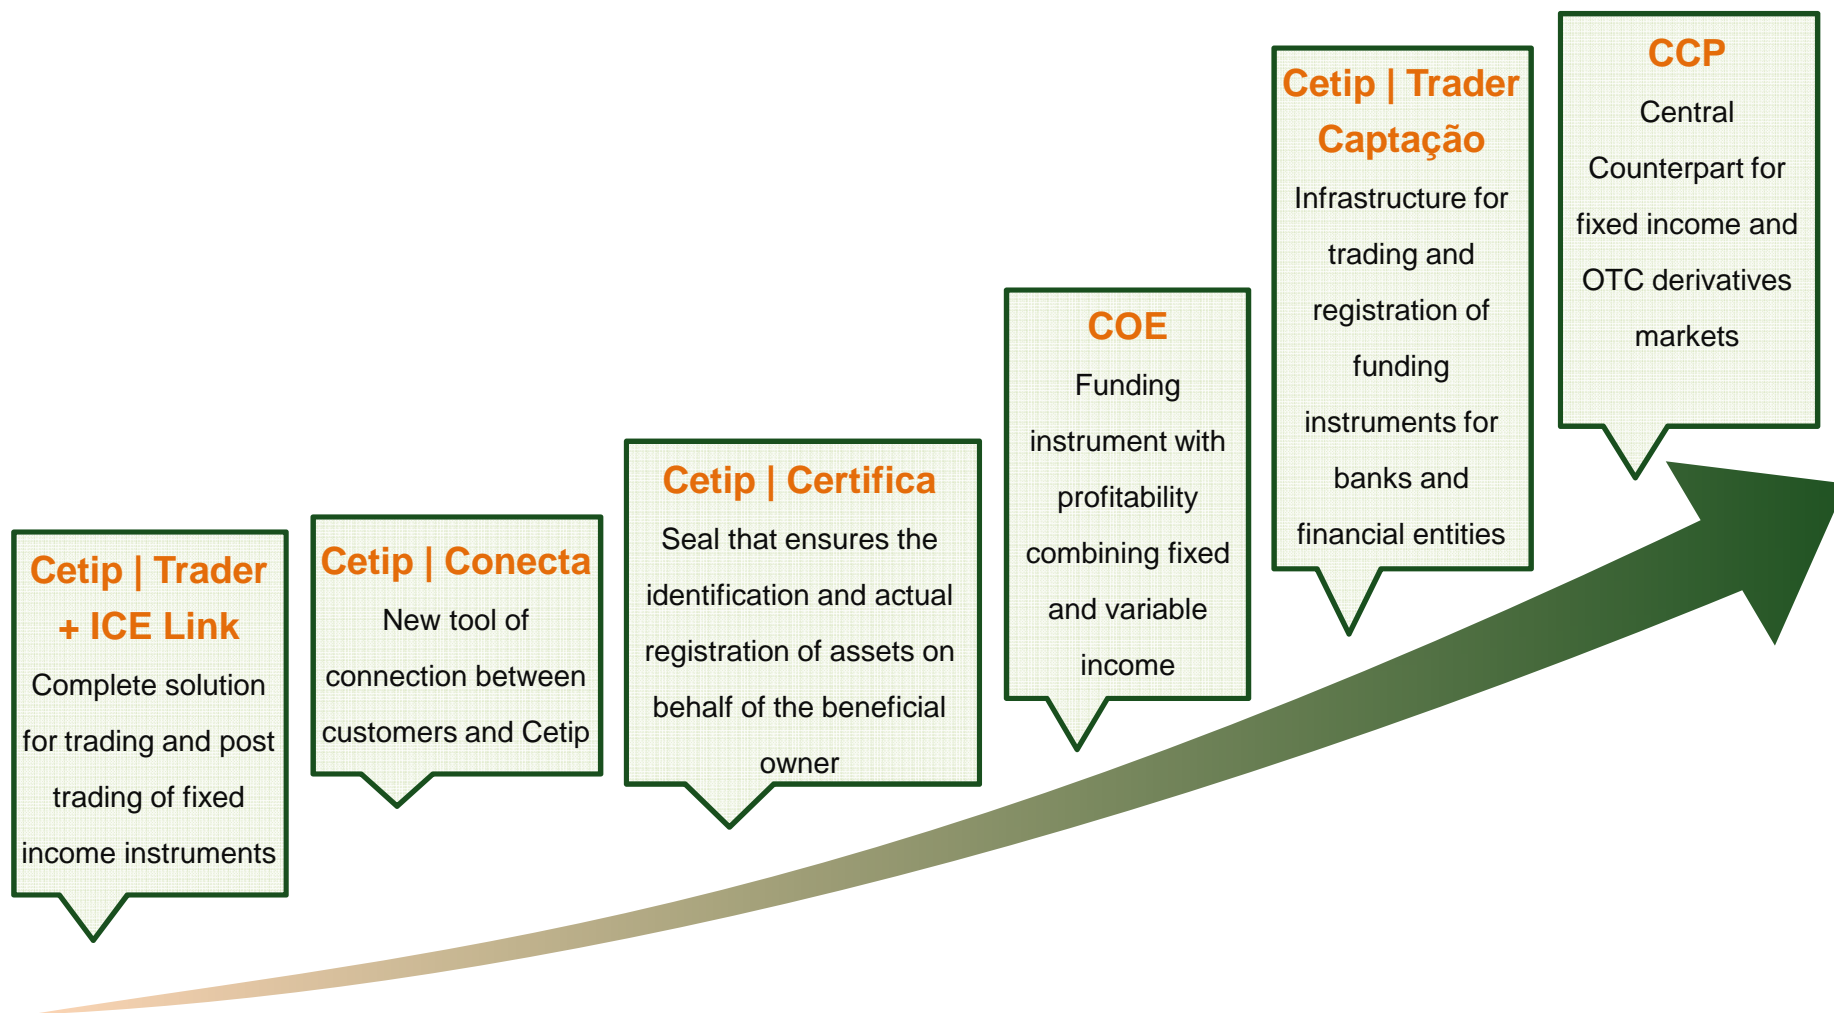 Cetip | Trader
+ ICE Link
Complete solution
for trading and post
trading of fixed
income instruments
Cetip | Conecta
New tool of
connection between
customers and Cetip
Cetip | Certifica
Seal that ensures the
identification and actual
registration of assets on
behalf of the beneficial
owner
COE
Funding
instrument with
profitability
combining fixed
and variable
income
Cetip | Trader
Captação
Infrastructure for
trading and
registration of
funding
instruments for
banks and
financial entities
CCP
Central
Counterpart for
fixed income and
OTC derivatives
markets